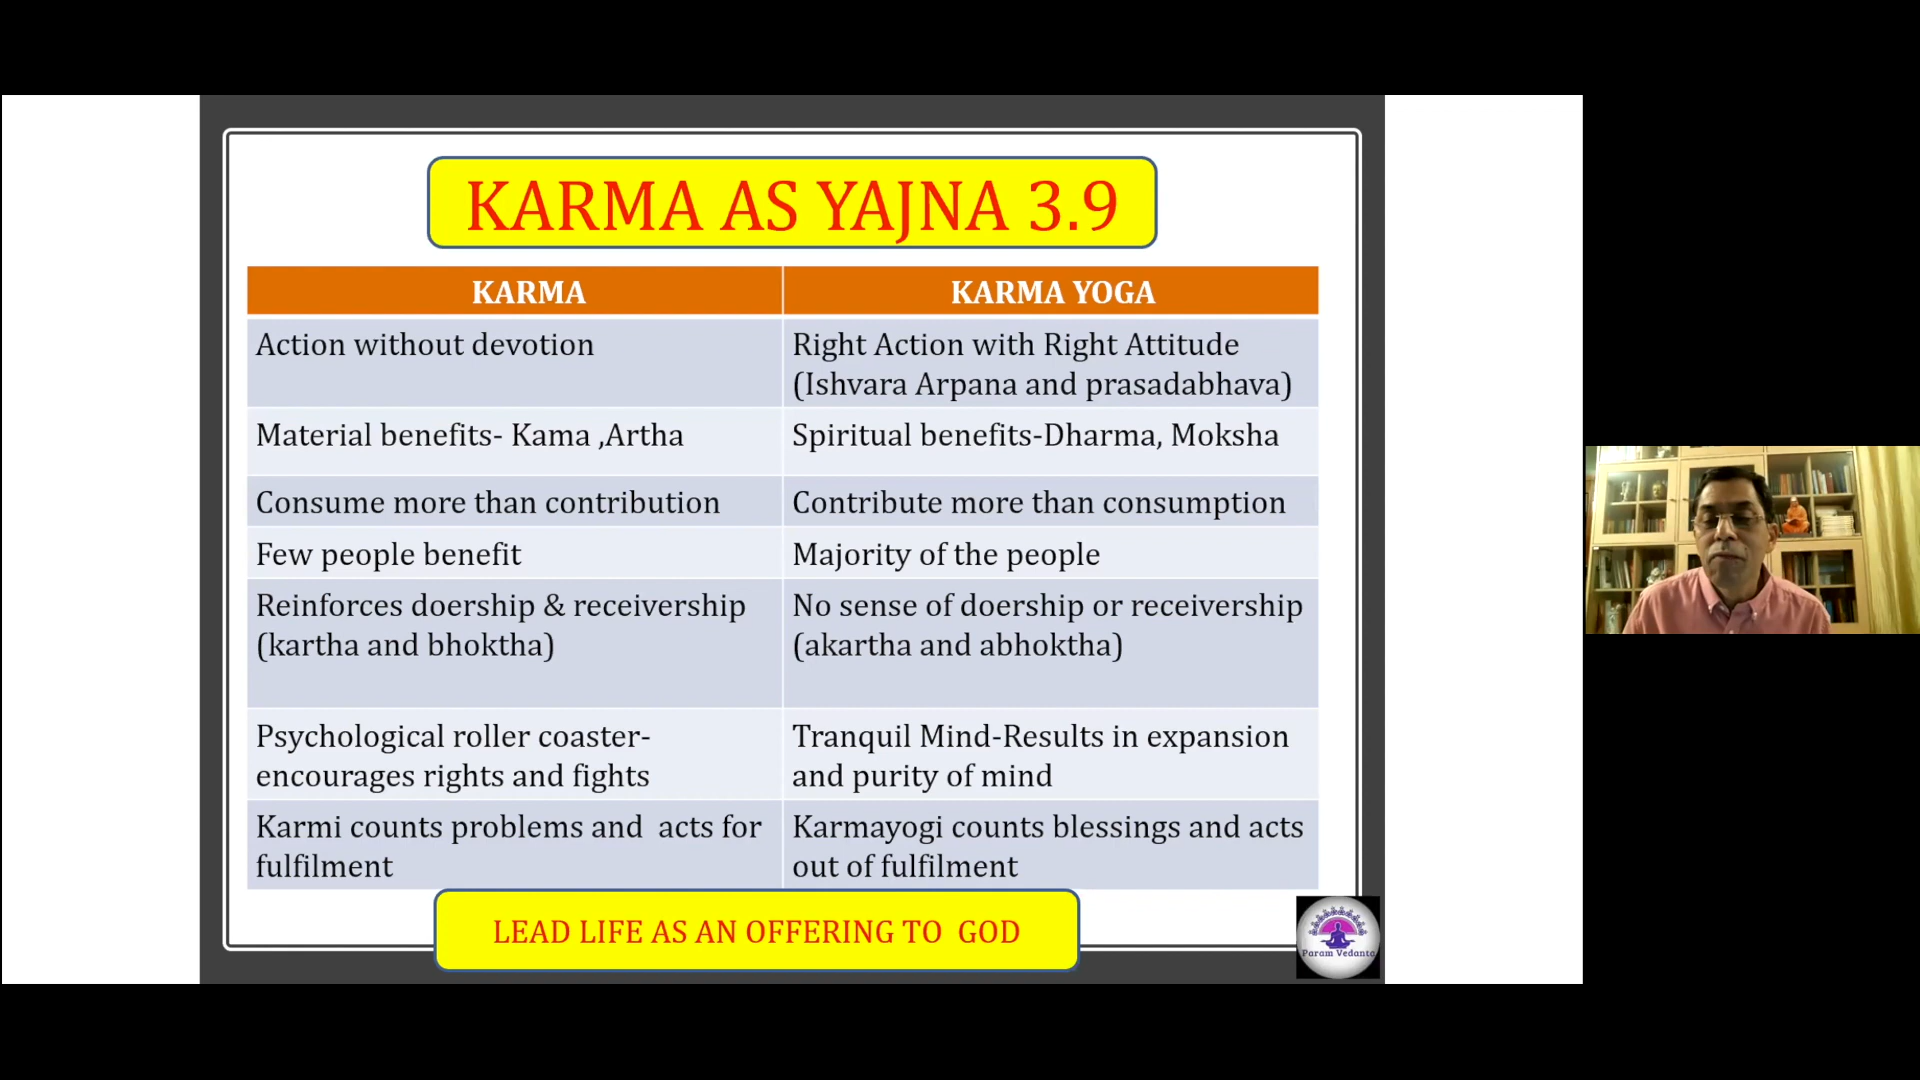 KARMA AS YAJNA 3.9
KARMA
KARMA YOGA
Action without devotion
Right Action with Right Attitude
(Ishvara Arpana and prasadabhava)
Material benefits- Kama ,Artha
Spiritual benefits-Dharma, Moksha
Consume more than contribution
Contribute more than consumption
Few people benefit
Majority of the people
Reinforces doership & receivership
(kartha and bhoktha)
No sense of doership or receivership
(akartha and abhoktha)
Psychological roller coaster-
encourages rights and fights
Tranquil Mind-Results in expansion
and purity of mind
Karmi counts problems and  acts for
fulfilment
Karmayogi counts blessings and acts
out of fulfilment
LEAD LIFE AS AN OFFERING TO  GOD
Param Vedanta